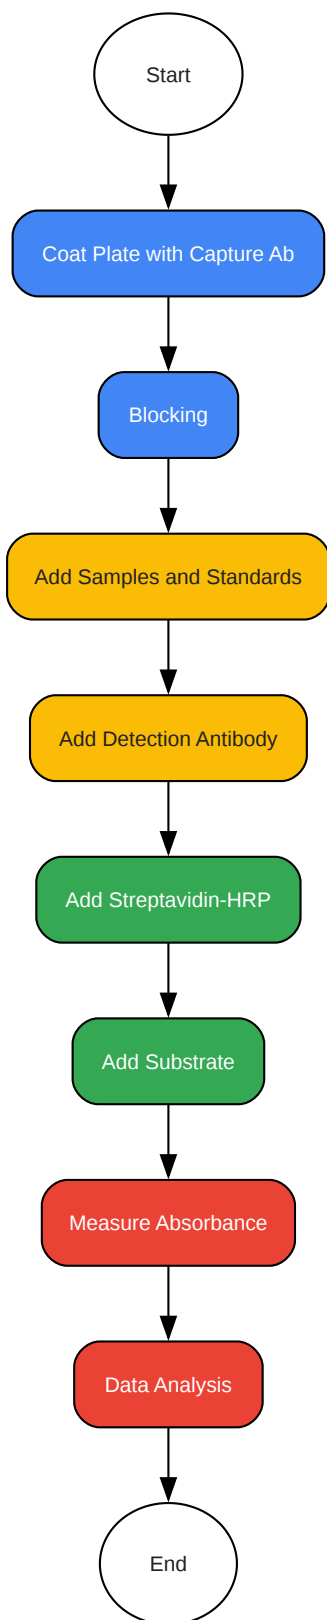 Start
Coat Plate with Capture Ab
Blocking
Add Samples and Standards
Add Detection Antibody
Add Streptavidin-HRP
Add Substrate
Measure Absorbance
Data Analysis
End